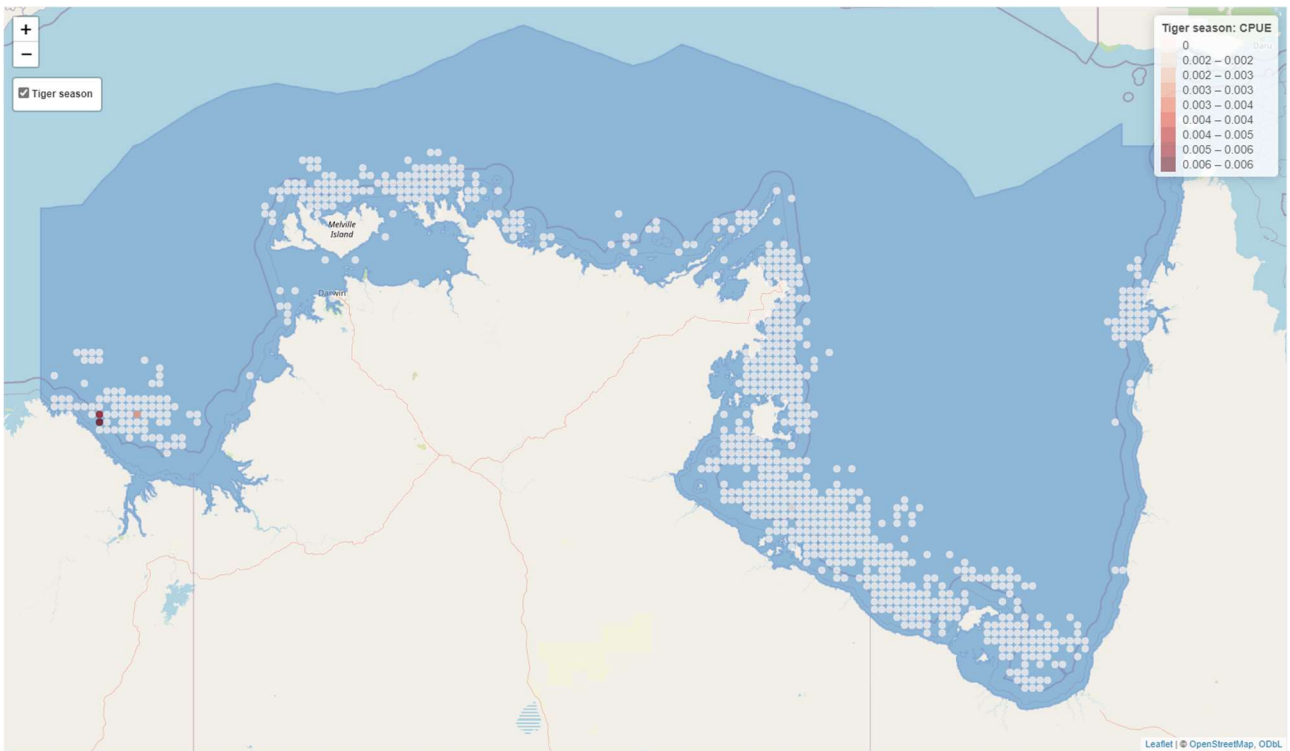 +
−
Tiger season
Tiger season: CPUE
0
0.002 – 0.002
0.002 – 0.003
0.003 – 0.003
0.003 – 0.004
0.004 – 0.004
0.004 – 0.005
0.005 – 0.006
0.006 – 0.006
Daru
Melville
Island
Darwin
Leaflet | © OpenStreetMap, ODbL